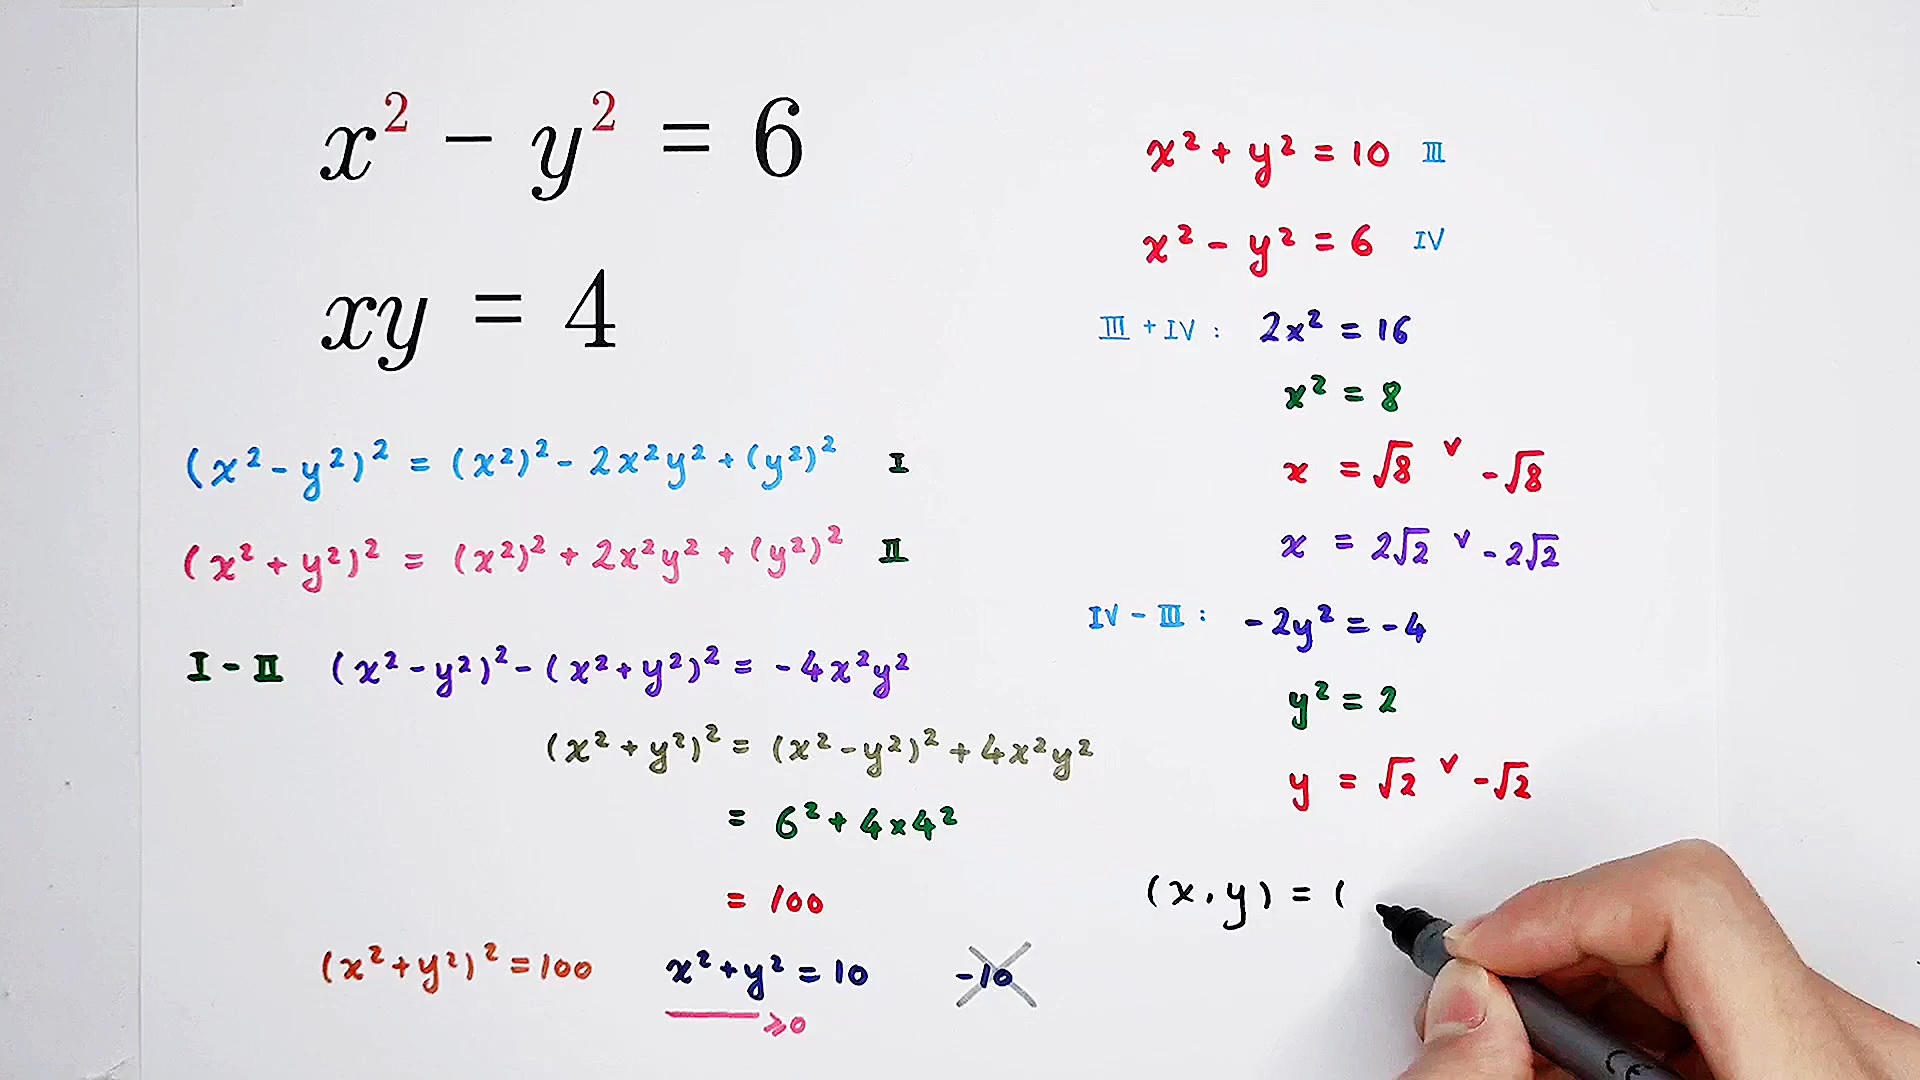 x² − y² = 6
xy = 4
(x² - y²)² = (x²)² - 2x²y² + (y²)² I
(x² + y²)² = (x²)² + 2x²y² + (y²)² II
I - II (x² - y²)² - (x² + y²)² = -4x²y²
(x² + y²)² = (x² - y²)² + 4x²y²
= 6² + 4 × 4²
= 100
(x² + y²)² = 100 x² + y² = 10 -10
⩾0
x² + y² = 10 III
x² - y² = 6 IV
III + IV : 2x² = 16
x² = 8
x = √8 ∨ -√8
x = 2√2 ∨ -2√2
IV - III : -2y² = -4
y² = 2
y = √2 ∨ -√2
(x, y) = (
CE